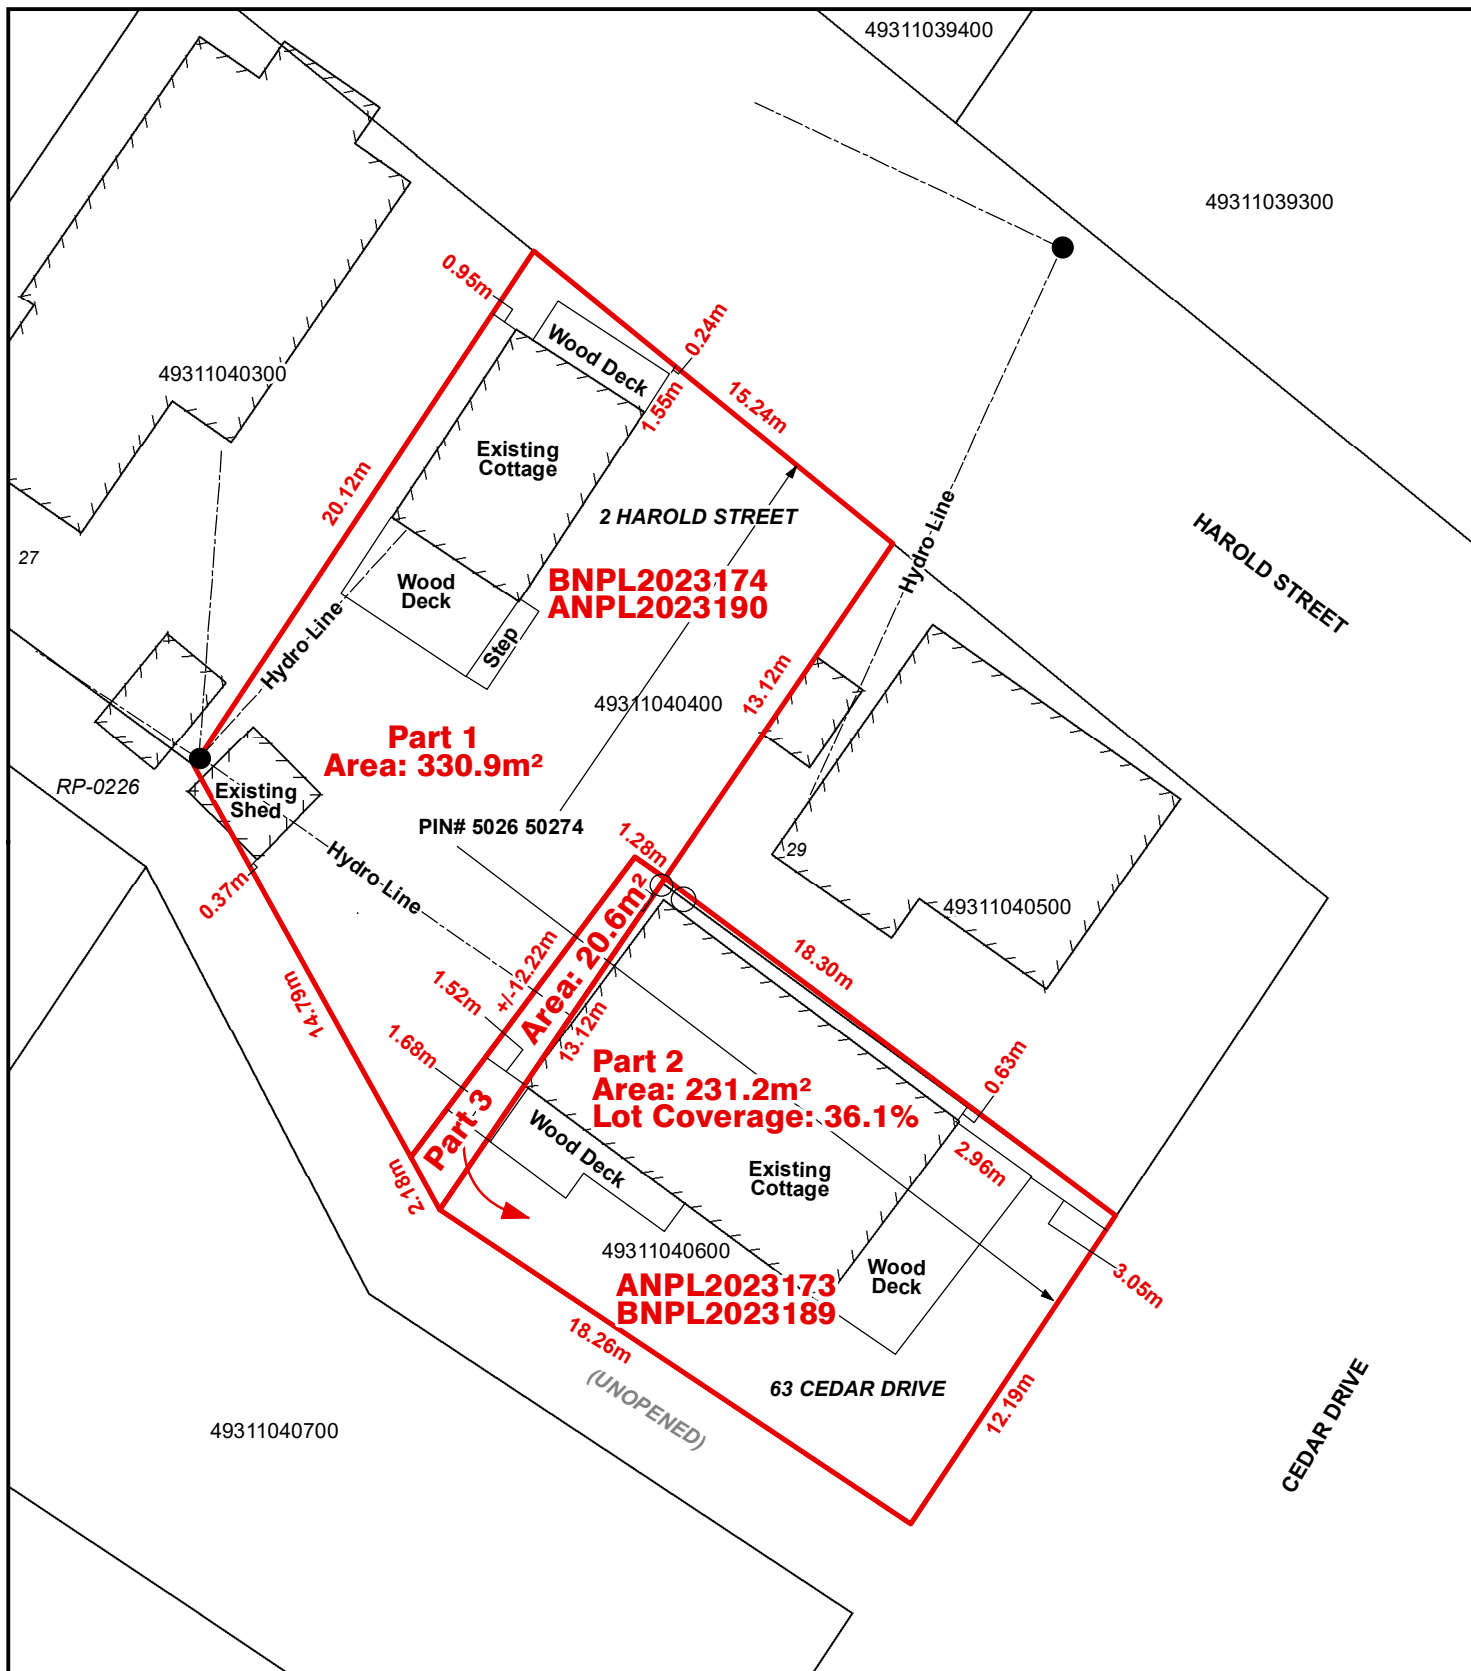 49311039400
49311039300
0.95m
Wood Deck
0.24m
49311040300
1.55m
15.24m
Existing
Cottage
20.12m
2 HAROLD STREET
Hydro Line
HAROLD STREET
27
Wood
Deck
BNPL2023174
ANPL2023190
Step
Hydro Line
49311040400
13.12m
Part 1
Area: 330.9m²
RP-0226
Existing
Shed
PIN# 5026 50274
1.28m
29
Hydro Line
0.37m
49311040500
Area: 20.6m²
18.30m
+/-12.22m
1.52m
14.79m
13.12m
1.68m
Part 2
Area: 231.2m²
Lot Coverage: 36.1%
0.63m
Part 3
Wood Deck
2.96m
Existing
Cottage
2.18m
49311040600
Wood
Deck
3.05m
ANPL2023173
BNPL2023189
18.26m
(UNOPENED)
63 CEDAR DRIVE
12.19m
CEDAR DRIVE
49311040700